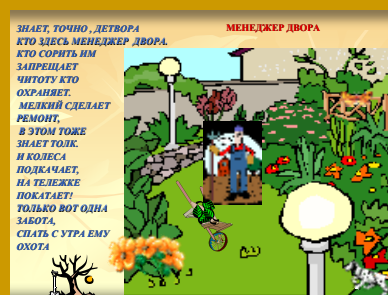 МЕНЕДЖЕР ДВОРА
ЗНАЕТ, ТОЧНО , ДЕТВОРА
КТО ЗДЕСЬ МЕНЕДЖЕР ДВОРА.
КТО СОРИТЬ ИМ
ЗАПРЕЩАЕТ
ЧИТОТУ КТО
ОХРАНЯЕТ.
МЕЛКИЙ СДЕЛАЕТ
РЕМОНТ,
В ЭТОМ ТОЖЕ
ЗНАЕТ ТОЛК.
И КОЛЕСА
ПОДКАЧАЕТ,
НА ТЕЛЕЖКЕ
ПОКАТАЕТ!
ТОЛЬКО ВОТ ОДНА
ЗАБОТА,
СПАТЬ С УТРА ЕМУ
ОХОТА